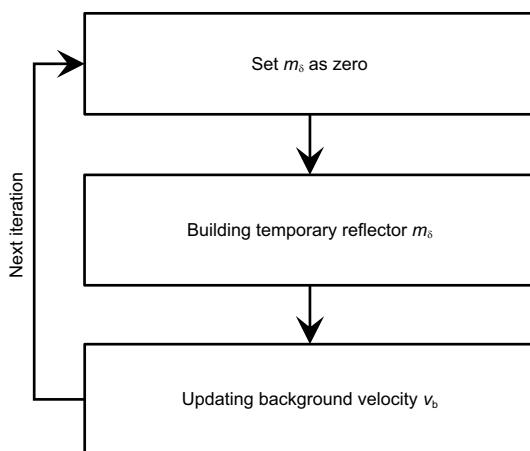 Set m_δ as zero
Building temporary reflector m_δ
Updating background velocity v_b
Next iteration